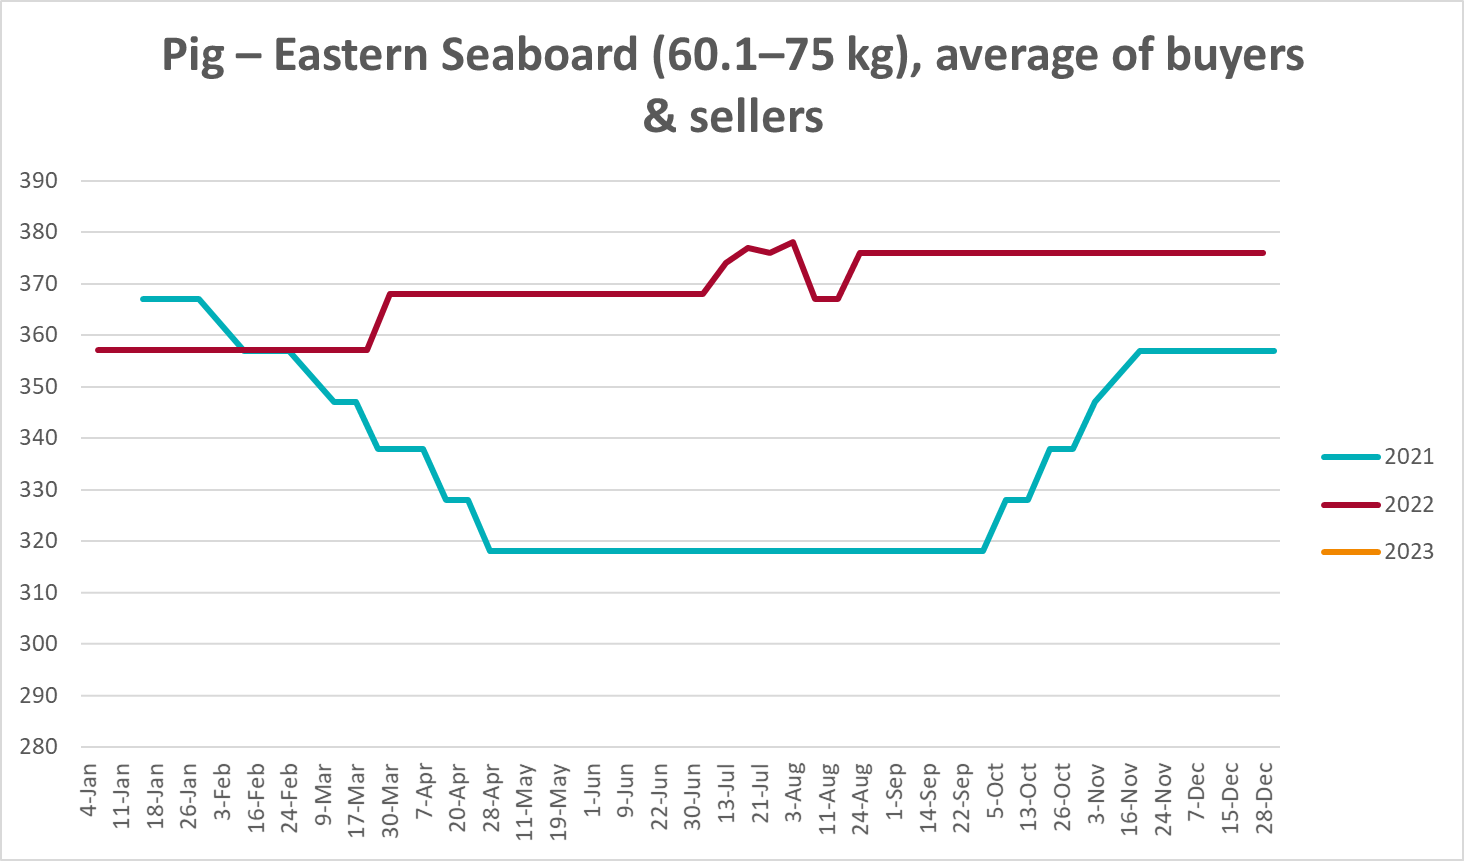 Pig – Eastern Seaboard (60.1–75 kg), average of buyers
& sellers
390
380
370
360
350
340
330
320
310
300
290
280
4-Jan
11-Jan
18-Jan
26-Jan
3-Feb
16-Feb
24-Feb
9-Mar
17-Mar
30-Mar
7-Apr
20-Apr
28-Apr
11-May
19-May
1-Jun
9-Jun
22-Jun
30-Jun
13-Jul
21-Jul
3-Aug
11-Aug
24-Aug
1-Sep
14-Sep
22-Sep
5-Oct
13-Oct
26-Oct
3-Nov
16-Nov
24-Nov
7-Dec
15-Dec
28-Dec
2021
2022
2023